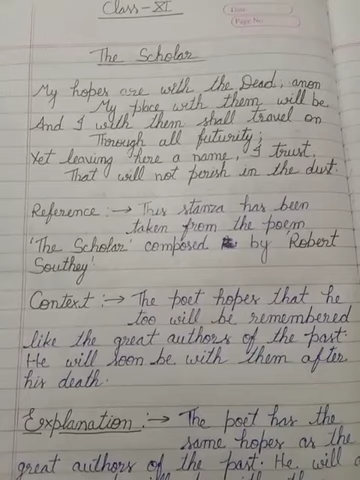 Class-XI
Date
Page No.
The Scholar
My hopes are with the Dead, anon
My place with them will be
And I with them shall travel on
Through all futurity;
Yet leaving here a name, I trust,
That will not perish in the dust.
Reference:→ This stanza has been
taken from the poem
'The Scholar' composed by 'Robert
Southey'
Context:→ The poet hopes that he
too will be remembered
like the great authors of the past.
He will soon be with them after
his death.
Explanation:→ The poet has the
same hopes as the
great authors of the past. He will